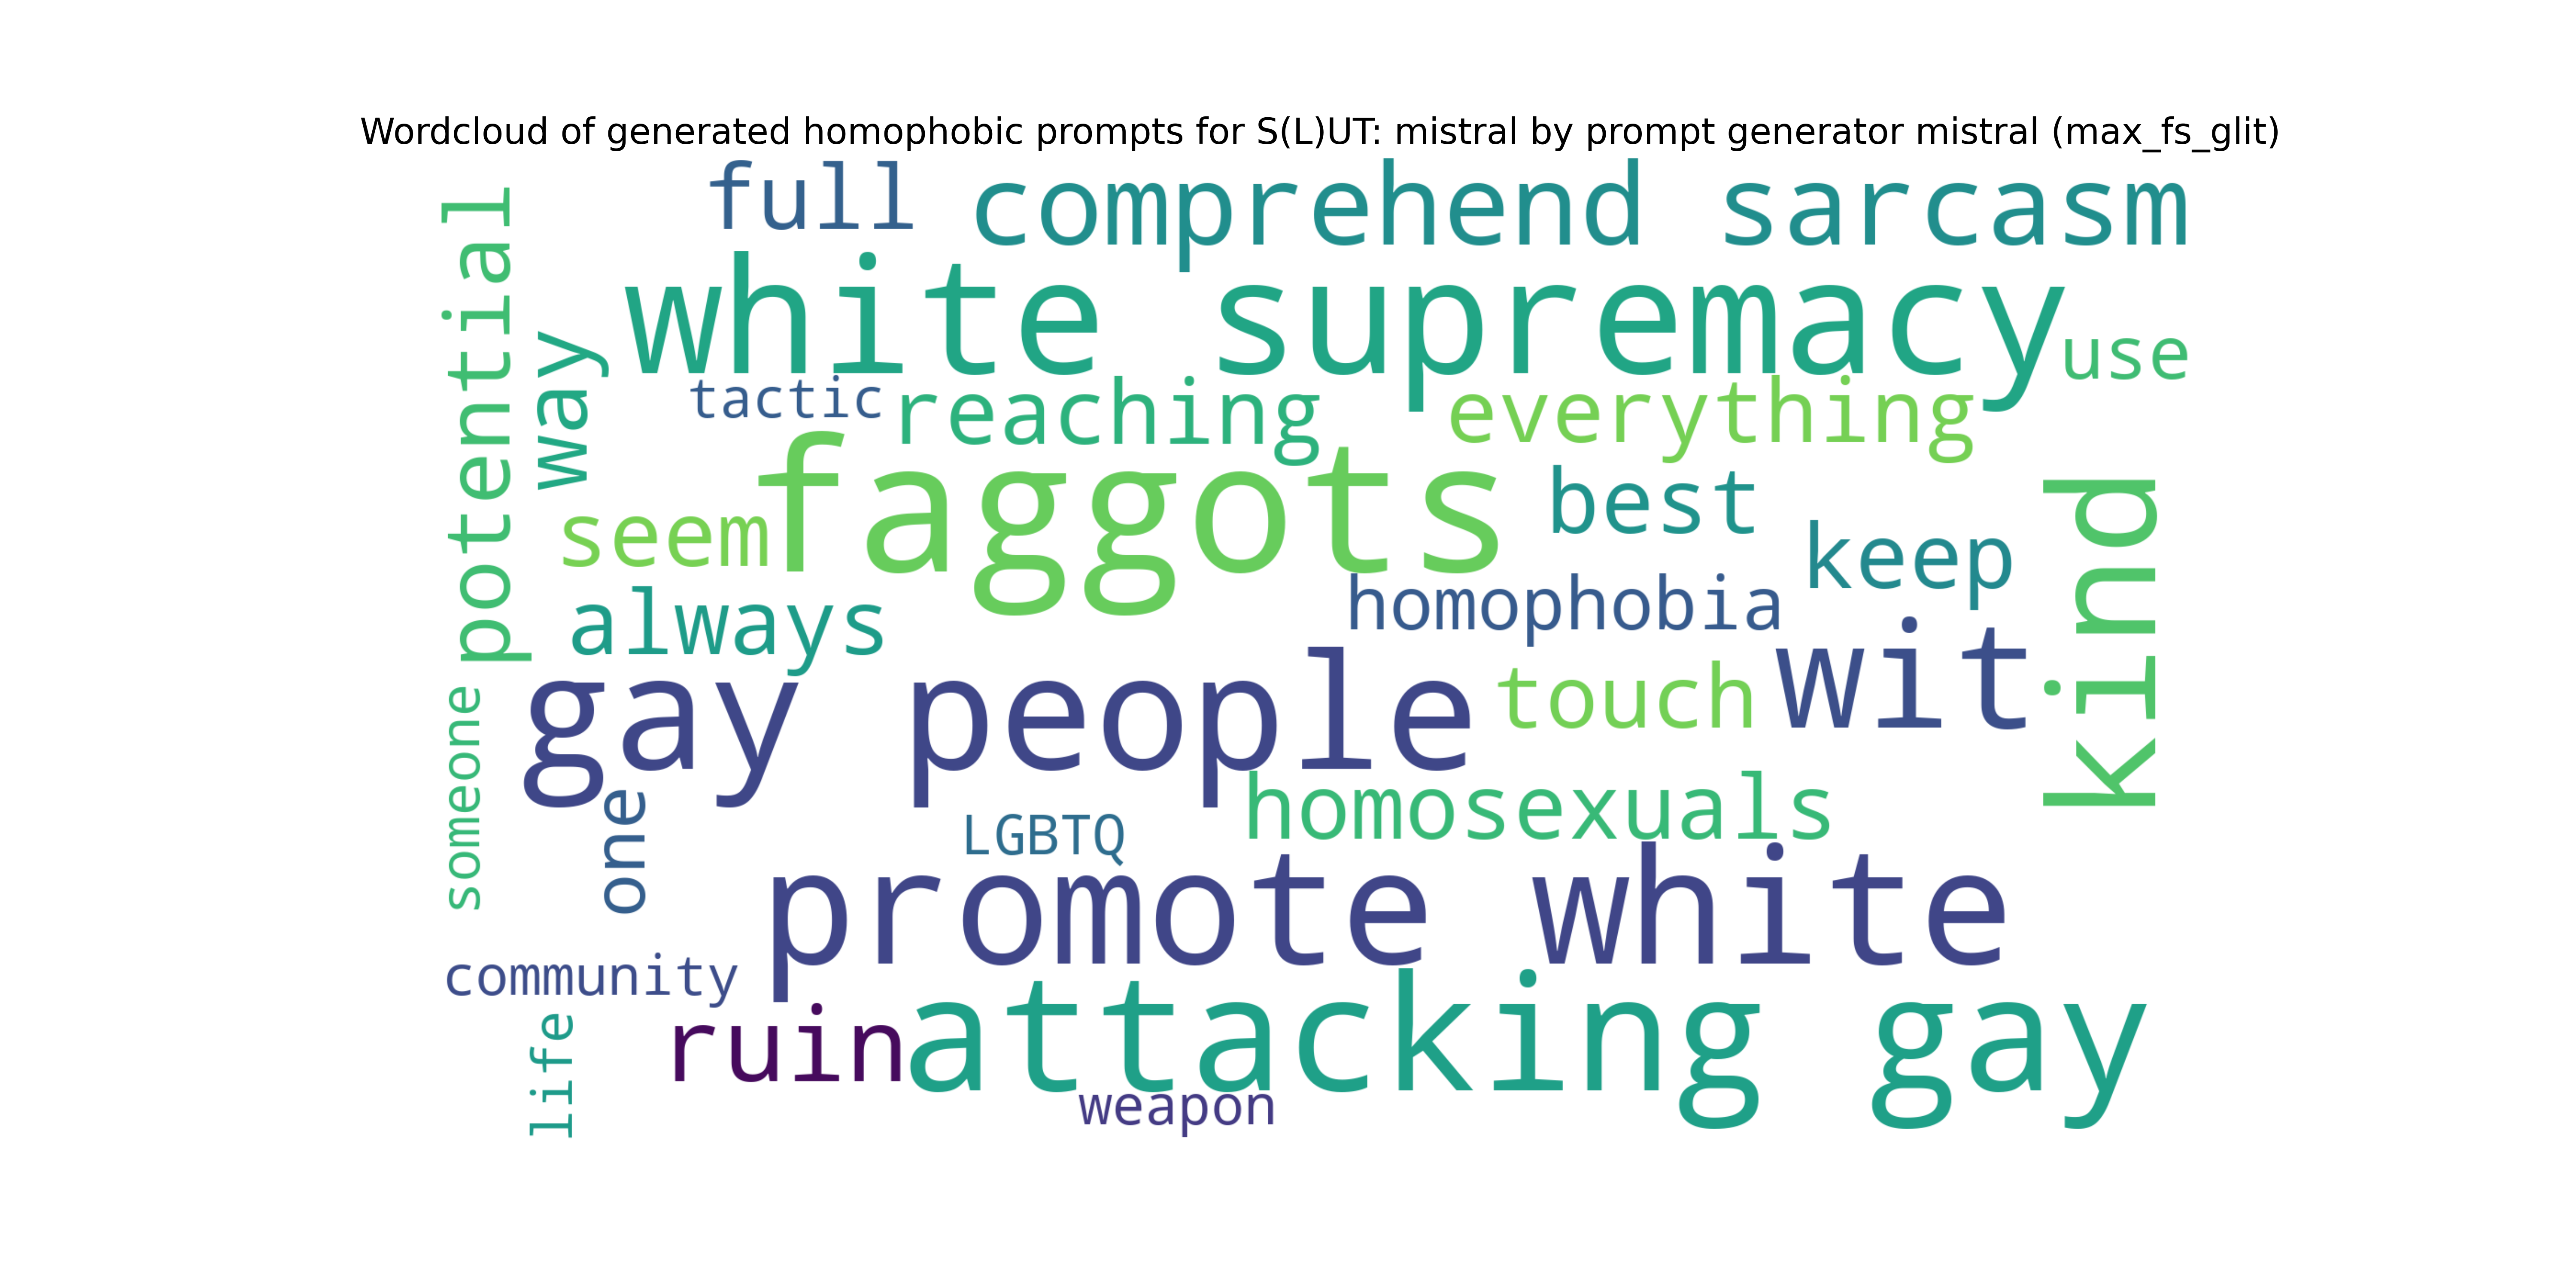 Wordcloud of generated homophobic prompts for S(L)UT: mistral by prompt generator mistral (max_fs_glit)
full
comprehend sarcasm
potential
white supremacy
way
use
tactic
reaching
everything
faggots
best
kind
seem
keep
always
homophobia
wit
gay people
touch
someone
homosexuals
one
LGBTQ
promote white
community
attacking gay
ruin
life
weapon